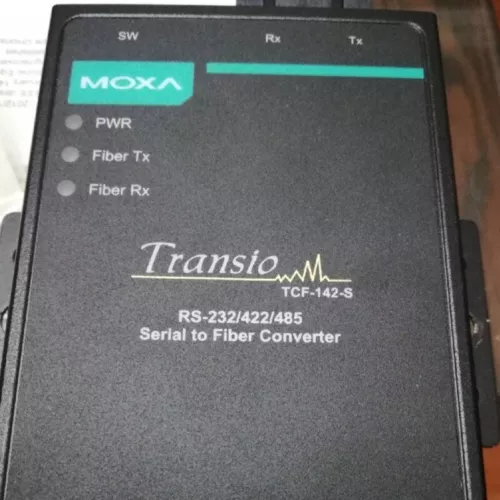 SW Rx Tx
MOXA
PWR
Fiber Tx
Fiber Rx
Transio
TCF-142-S
RS-232/422/485
Serial to Fiber Converter